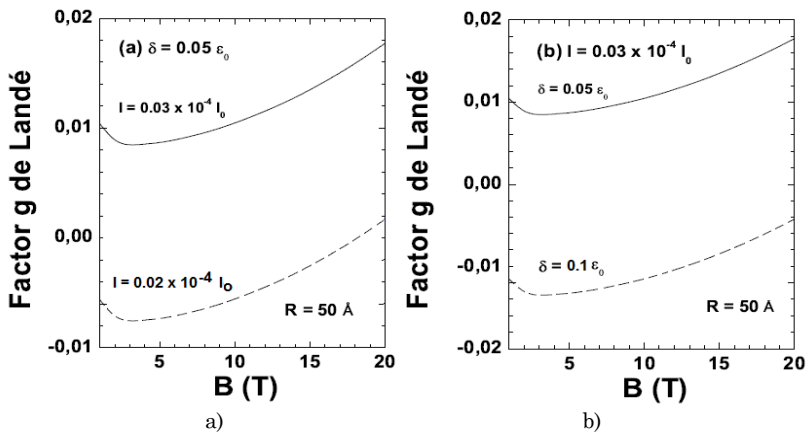 0,02
(a) δ = 0.05 ε₀
I = 0.03 x 10⁻⁴ I₀
0,01
0,00
I = 0.02 x 10⁻⁴ I₀
R = 50 Å
-0,01
5 10 15 20
Factor g de Landé
B (T)
a)
0,02
(b) I = 0.03 x 10⁻⁴ I₀
δ = 0.05 ε₀
0,01
0,00
δ = 0.1 ε₀
-0,01
R = 50 Å
-0,02
5 10 15 20
Factor g de Landé
B (T)
b)